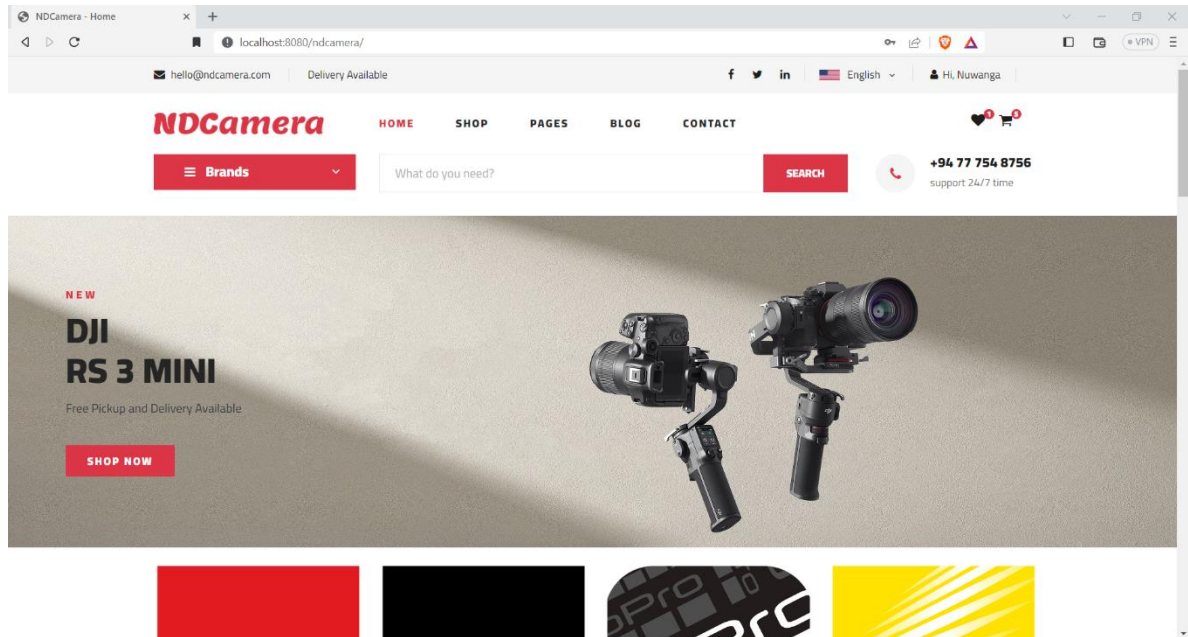 NDCamera - Home
localhost:8080/ndcamera/
VPN
hello@ndcamera.com
Delivery Available
in
English
Hi, Nuwanga
NDCamera
HOME SHOP PAGES BLOG CONTACT
1
Brands
What do you need?
SEARCH
+94 77 754 8756
support 24/7 time
NEW
DJI
RS 3 MINI
Free Pickup and Delivery Available
SHOP NOW